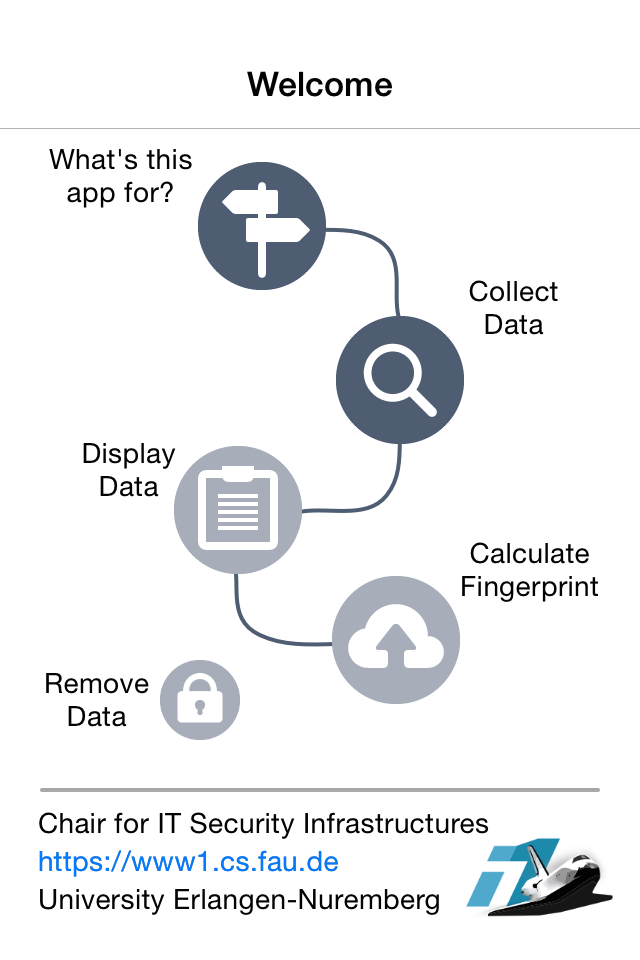 Welcome
What's this
app for?
Collect
Data
Display
Data
Calculate
Fingerprint
Remove
Data
Chair for IT Security Infrastructures
https://www1.cs.fau.de
University Erlangen-Nuremberg